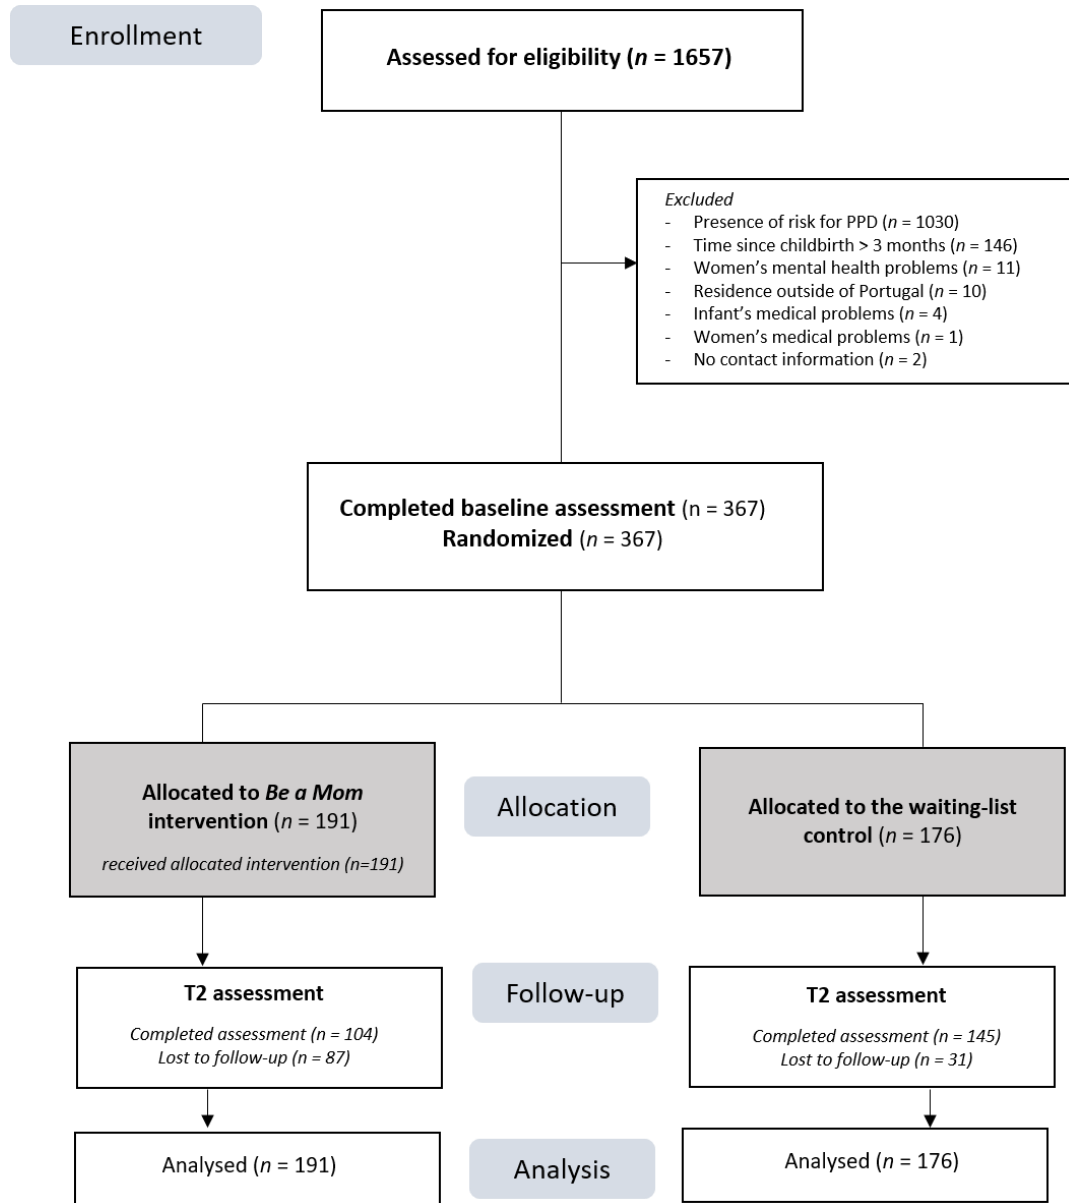 Enrollment
Assessed for eligibility (n = 1657)
Excluded
- Presence of risk for PPD (n = 1030)
- Time since childbirth > 3 months (n = 146)
- Women’s mental health problems (n = 11)
- Residence outside of Portugal (n = 10)
- Infant’s medical problems (n = 4)
- Women’s medical problems (n = 1)
- No contact information (n = 2)
Completed baseline assessment (n = 367)
Randomized (n = 367)
Allocated to Be a Mom
intervention (n = 191)
received allocated intervention (n=191)
Allocation
Allocated to the waiting-list
control (n = 176)
T2 assessment
Completed assessment (n = 104)
Lost to follow-up (n = 87)
Follow-up
T2 assessment
Completed assessment (n = 145)
Lost to follow-up (n = 31)
Analysed (n = 191)
Analysis
Analysed (n = 176)